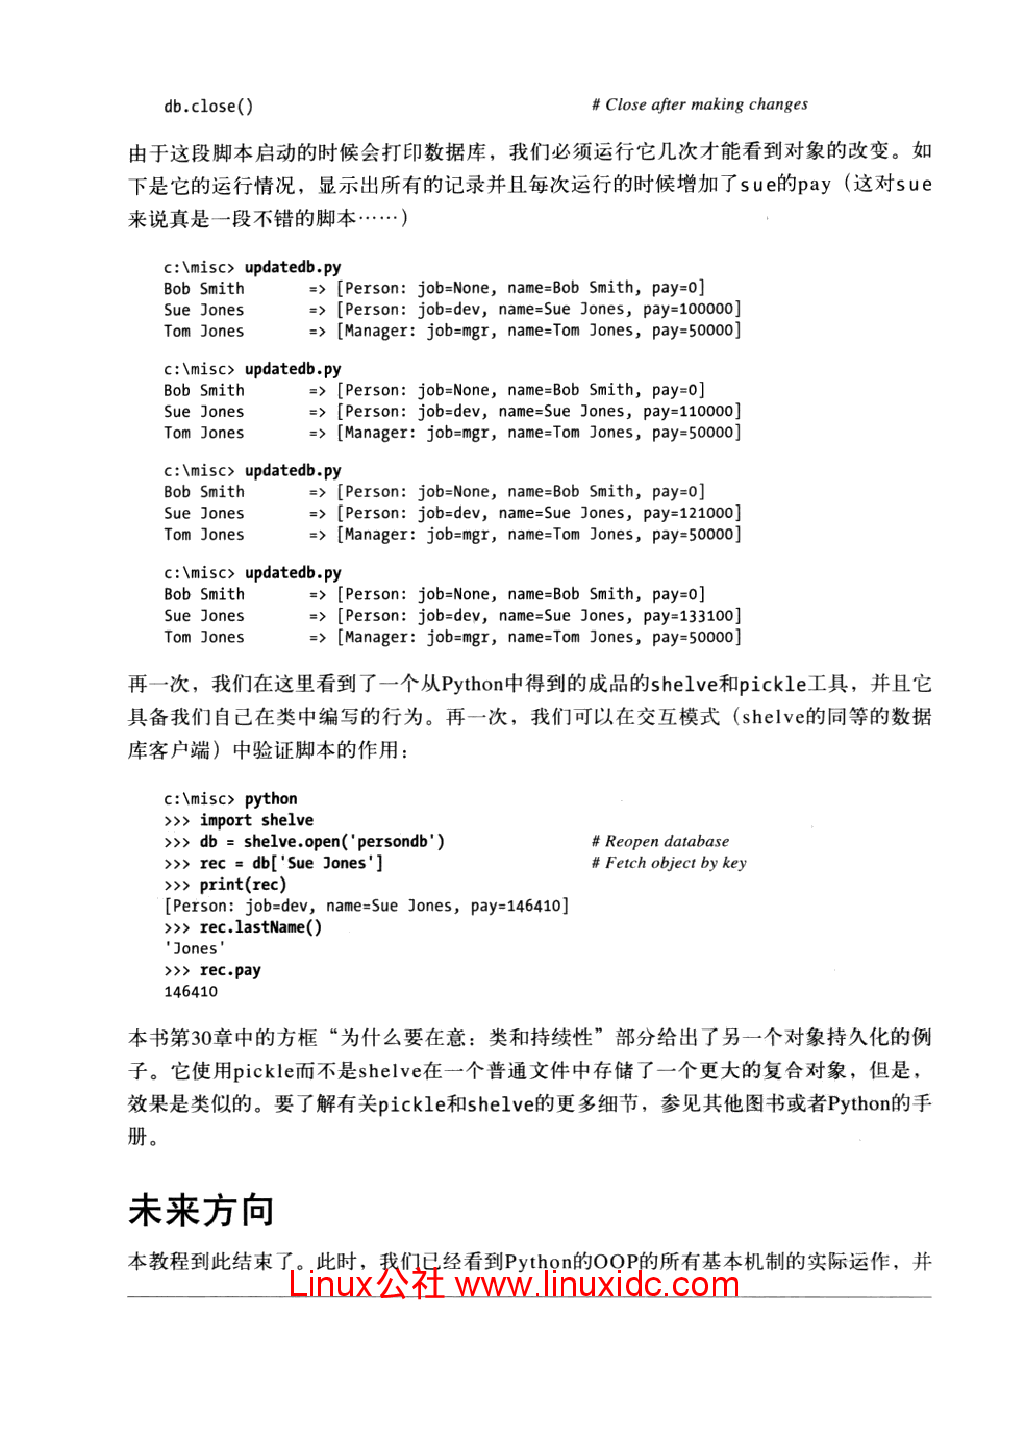 db.close()                    # Close after making changes
由于这段脚本启动的时候会打印数据库，我们必须运行它几次才能看到对象的改变。如
下是它的运行情况，显示出所有的记录并且每次运行的时候增加了sue的pay（这对sue
来说真是一段不错的脚本……）
c:\misc> updatedb.py
Bob Smith       => [Person: job=None, name=Bob Smith, pay=0]
Sue Jones       => [Person: job=dev, name=Sue Jones, pay=100000]
Tom Jones       => [Manager: job=mgr, name=Tom Jones, pay=50000]
c:\misc> updatedb.py
Bob Smith       => [Person: job=None, name=Bob Smith, pay=0]
Sue Jones       => [Person: job=dev, name=Sue Jones, pay=110000]
Tom Jones       => [Manager: job=mgr, name=Tom Jones, pay=50000]
c:\misc> updatedb.py
Bob Smith       => [Person: job=None, name=Bob Smith, pay=0]
Sue Jones       => [Person: job=dev, name=Sue Jones, pay=121000]
Tom Jones       => [Manager: job=mgr, name=Tom Jones, pay=50000]
c:\misc> updatedb.py
Bob Smith       => [Person: job=None, name=Bob Smith, pay=0]
Sue Jones       => [Person: job=dev, name=Sue Jones, pay=133100]
Tom Jones       => [Manager: job=mgr, name=Tom Jones, pay=50000]
再一次，我们在这里看到了一个从Python中得到的成品的shelve和pickle工具，并且它
具备我们自己在类中编写的行为。再一次，我们可以在交互模式（shelve的同等的数据
库客户端）中验证脚本的作用：
c:\misc> python
>>> import shelve
>>> db = shelve.open('persondb')                # Reopen database
>>> rec = db['Sue Jones']                       # Fetch object by key
>>> print(rec)
[Person: job=dev, name=Sue Jones, pay=146410]
>>> rec.lastName()
'Jones'
>>> rec.pay
146410
本书第30章中的方框“为什么要在意：类和持续性”部分给出了另一个对象持久化的例
子。它使用pickle而不是shelve在一个普通文件中存储了一个更大的复合对象，但是，
效果是类似的。要了解有关pickle和shelve的更多细节，参见其他图书或者Python的手
册。
未来方向
本教程到此结束了。此时，我们已经看到Python的OOP的所有基本机制的实际运作，并
Linux公社 www.linuxidc.com